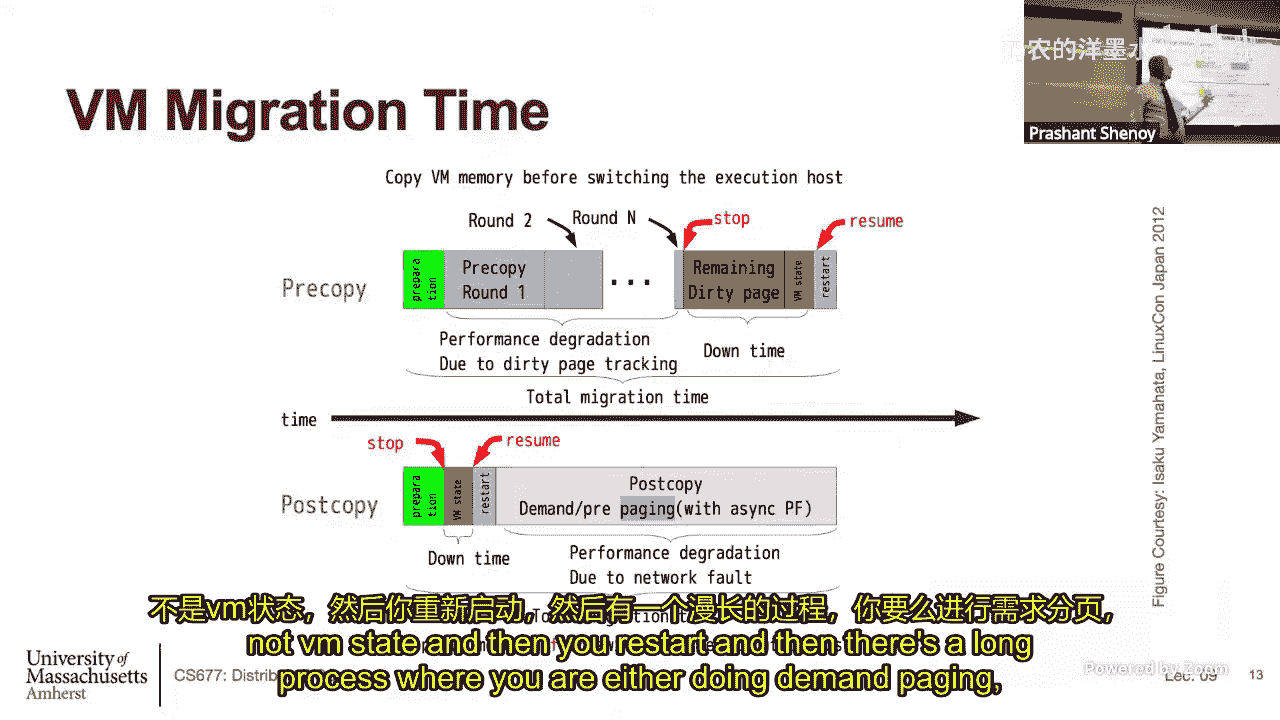 VM Migration Time
农的洋墨水
Prashant Shenoy
Copy VM memory before switching the execution host
Round 2
Round N
stop
resume
Precopy
prepara
tion
Precopy
Round 1
...
Remaining
Dirty page
VM state
restart
Performance degradation
Due to dirty page tracking
Down time
Total migration time
time
stop
resume
Postcopy
prepara
tion
VM state
restart
Postcopy
Demand/pre paging(with async PF)
Down time
Performance degradation
Due to network fault
Figure Courtesy: Isaku Yamahata, LinuxCon Japan 2012
不是vm状态，然后你重新启动，然后有一个漫长的过程，你要么进行需求分页，
not vm state and then you restart and then there's a long
process where you are either doing demand paging,
University of
Massachusetts
Amherst
CS677: Distrib
Powered by Zoom
Lec. 09
13